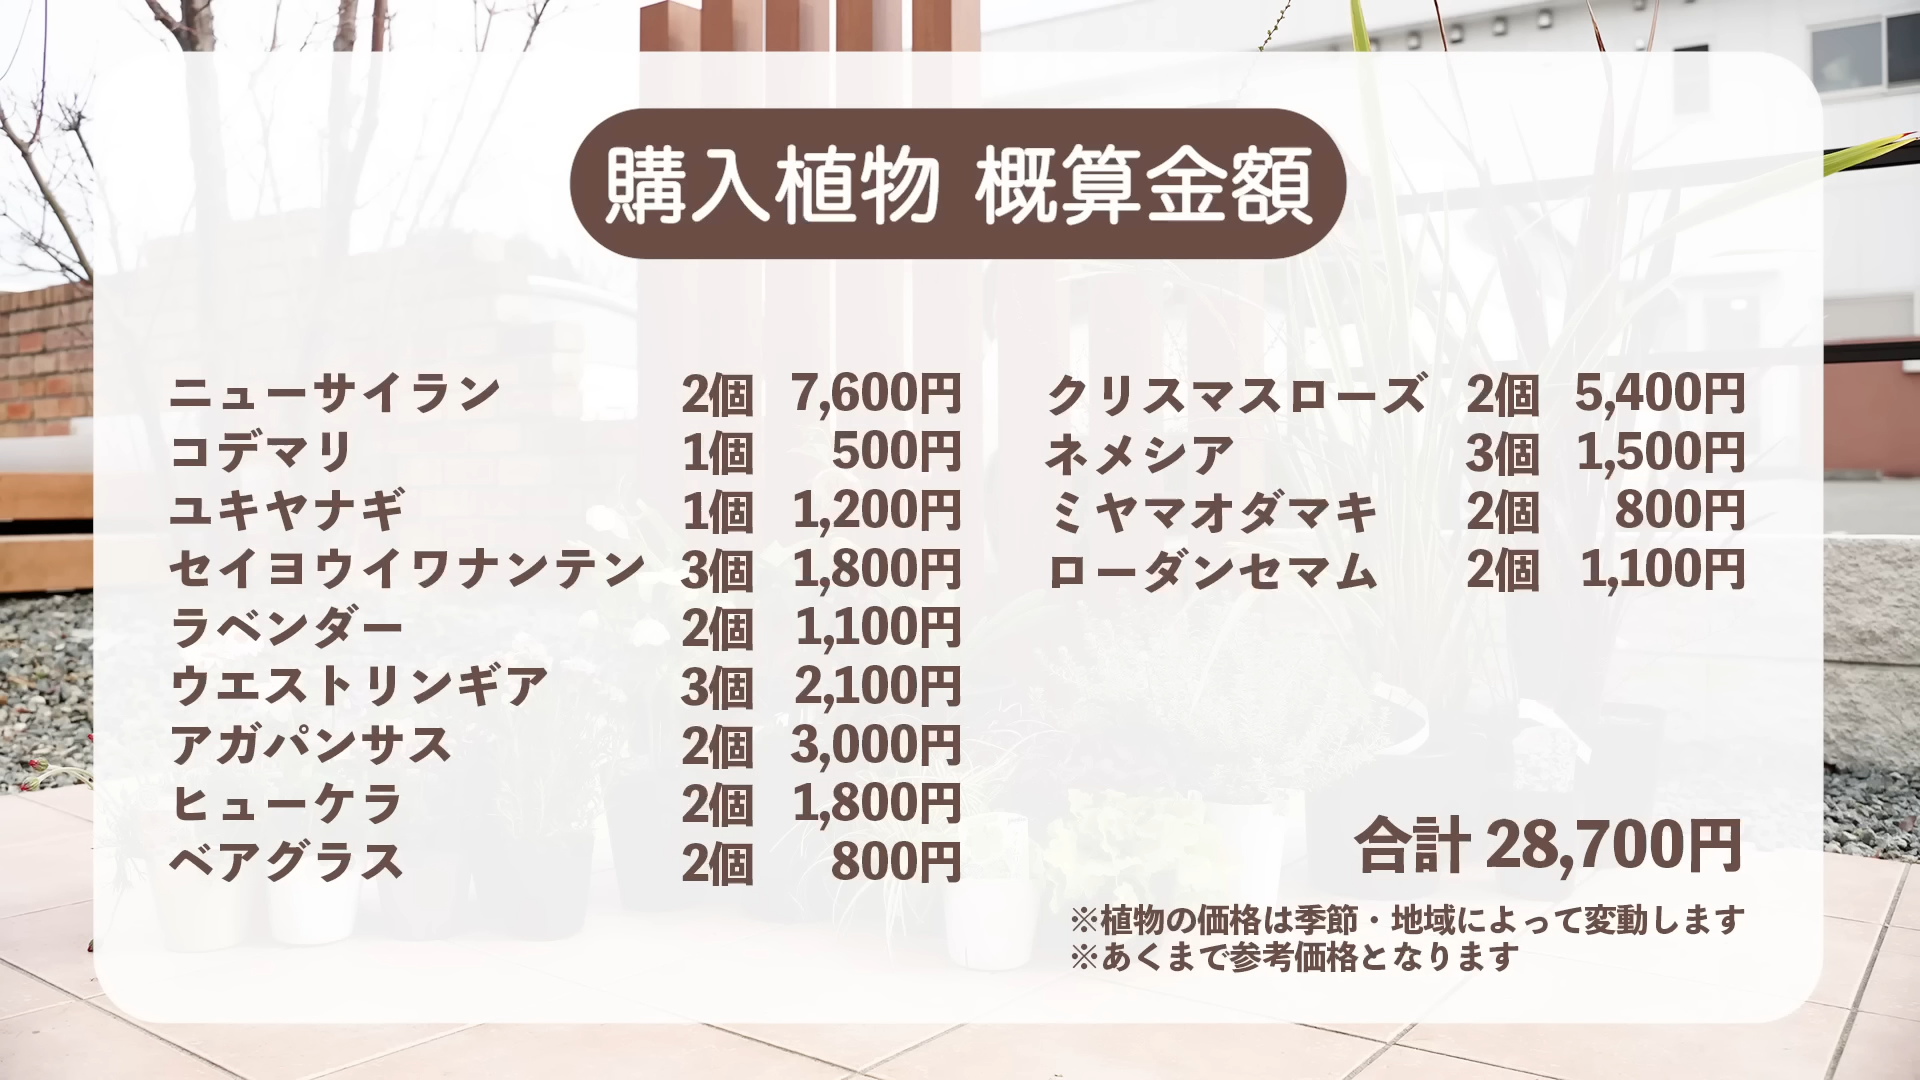 購入植物 概算金額
ニューサイラン 2個 7,600円
コデマリ 1個 500円
ユキヤナギ 1個 1,200円
セイヨウイワナンテン 3個 1,800円
ラベンダー 2個 1,100円
ウエストリンギア 3個 2,100円
アガパンサス 2個 3,000円
ヒューケラ 2個 1,800円
ベアグラス 2個 800円
クリスマスローズ 2個 5,400円
ネメシア 3個 1,500円
ミヤマオダマキ 2個 800円
ローダンセマム 2個 1,100円
合計 28,700円
※植物の価格は季節・地域によって変動します
※あくまで参考価格となります